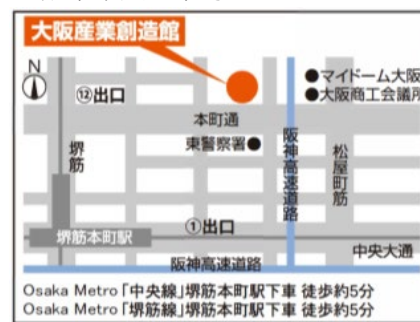 大阪産業創造館
N
⑫出口
●マイドーム大阪
●大阪商工会議所
本町通
東警察署●
堺筋
阪神高速道路
松屋町筋
①出口
堺筋本町駅
中央大通
阪神高速道路
Osaka Metro「中央線」堺筋本町駅下車 徒歩約5分
Osaka Metro「堺筋線」堺筋本町駅下車 徒歩約5分